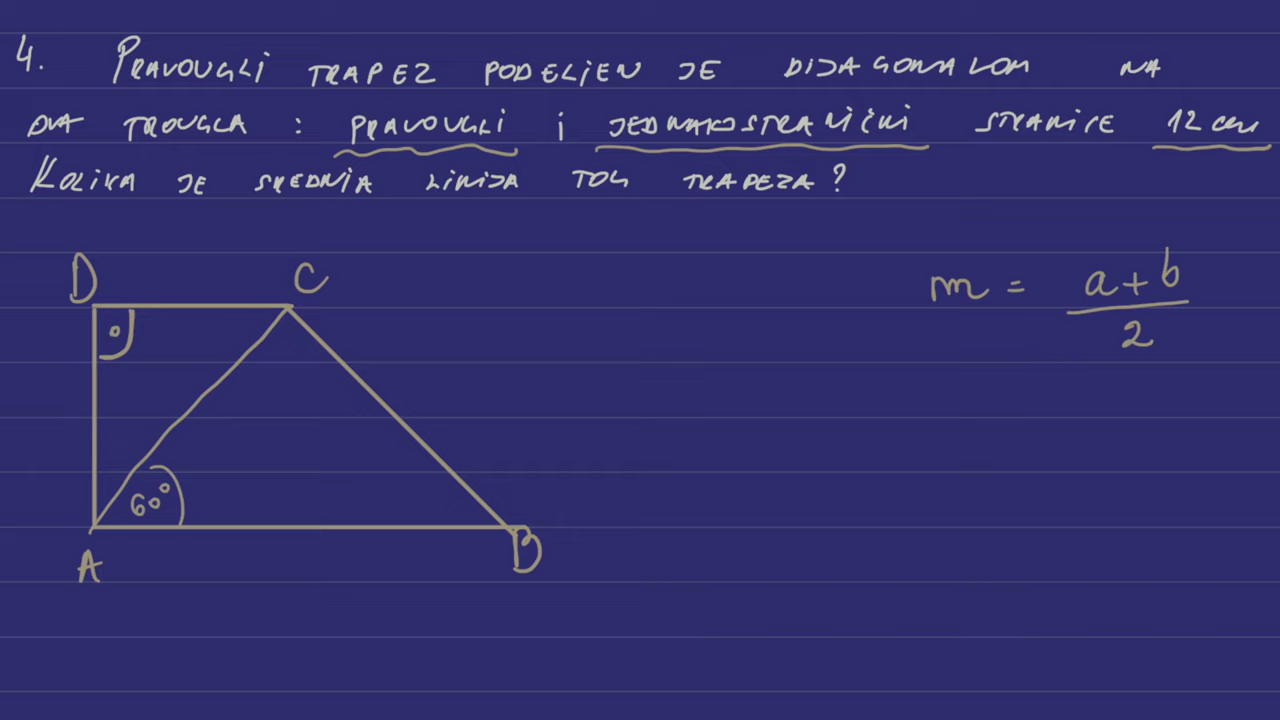 4. PRAVOUGLI TRAPEZ PODELJEN JE DIJAGONALOM NA
DVA TROUGLA : PRAVOUGLI i JEDNAKOSTRANIČNI STRANICE 12 cm
KOLIKA JE SREDNJA LINIJA TOG TRAPEZA?
D C
m = a+b
2
60°
A B